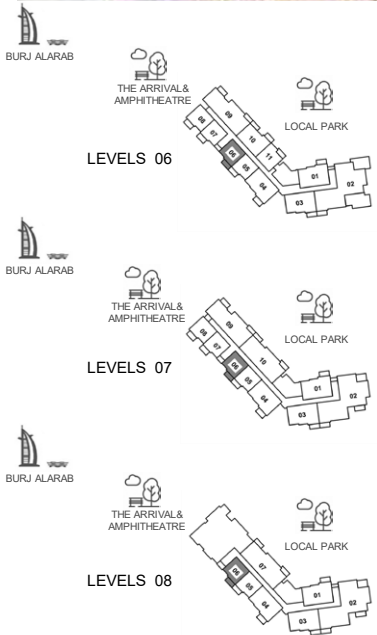 BURJ ALARAB
THE ARRIVAL&
AMPHITHEATRE
LOCAL PARK
LEVELS 06
08
07
09
10
11
06
05
04
01
02
03
BURJ ALARAB
THE ARRIVAL&
AMPHITHEATRE
LOCAL PARK
LEVELS 07
08
07
09
10
06
05
04
01
02
03
BURJ ALARAB
THE ARRIVAL&
AMPHITHEATRE
LOCAL PARK
LEVELS 08
07
06
05
04
01
02
03